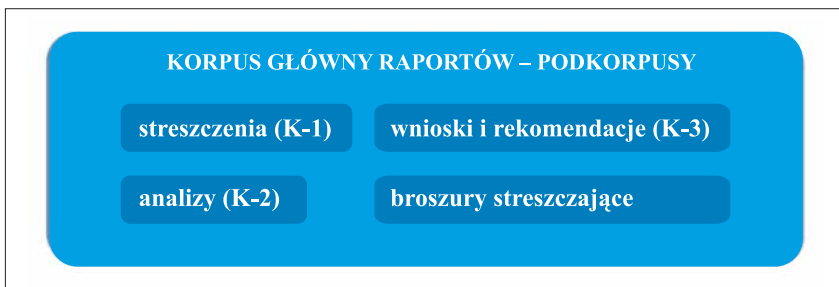 KORPUS GŁÓWNY RAPORTÓW – PODKORPUSY
streszczenia (K-1)
wnioski i rekomendacje (K-3)
analizy (K-2)
broszury streszczające